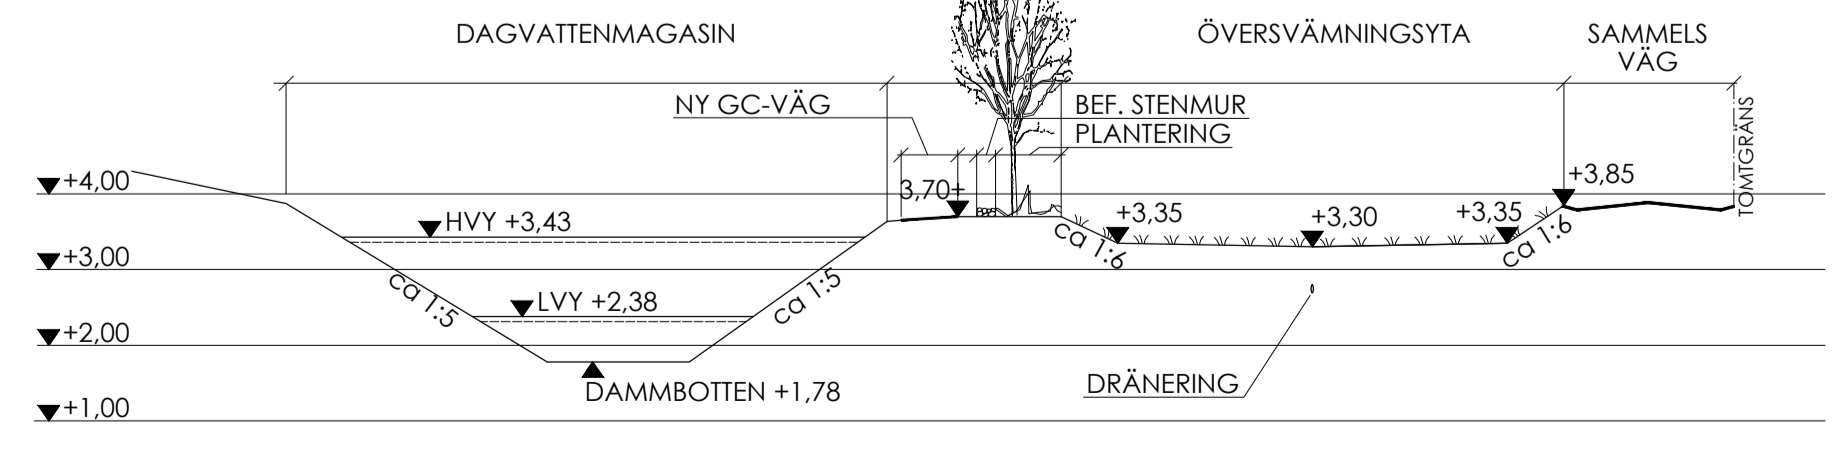 DAGVATTENMAGASIN
ÖVERSVÄMNINGSYTA
SAMMELS
VÄG
NY GC-VÄG
BEF. STENMUR
PLANTERING
TOMTGRÄNS
+4,00
3,70+
+3,85
HVY +3,43
+3,35
+3,30
+3,35
ca 1:6
ca 1:6
+3,00
ca 1:5
ca 1:5
LVY +2,38
+2,00
DAMMBOTTEN +1,78
DRÄNERING
+1,00